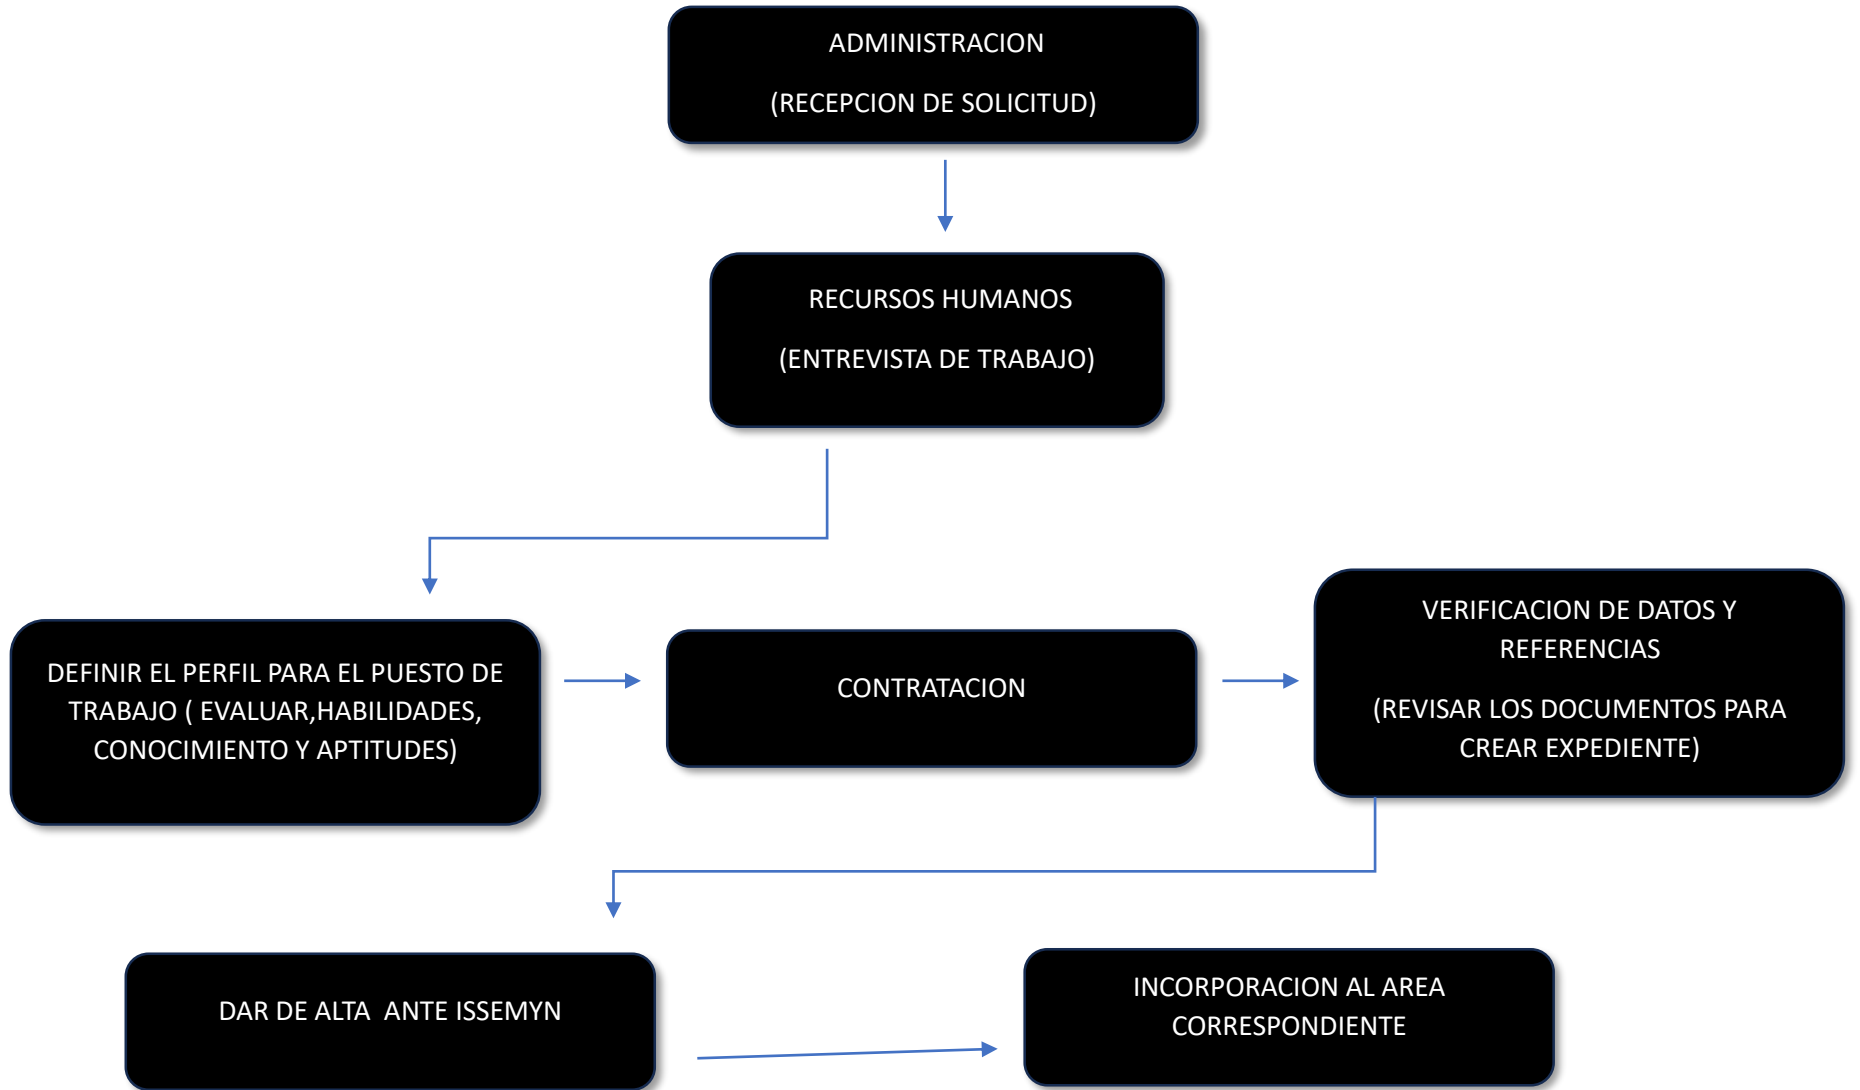 ADMINISTRACION
(RECEPCION DE SOLICITUD)
RECURSOS HUMANOS
(ENTREVISTA DE TRABAJO)
DEFINIR EL PERFIL PARA EL PUESTO DE
TRABAJO ( EVALUAR,HABILIDADES,
CONOCIMIENTO Y APTITUDES)
CONTRATACION
VERIFICACION DE DATOS Y
REFERENCIAS
(REVISAR LOS DOCUMENTOS PARA
CREAR EXPEDIENTE)
DAR DE ALTA  ANTE ISSEMYN
INCORPORACION AL AREA
CORRESPONDIENTE